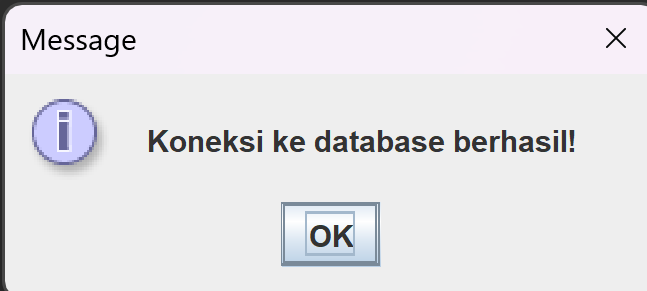 Message
Koneksi ke database berhasil!
OK